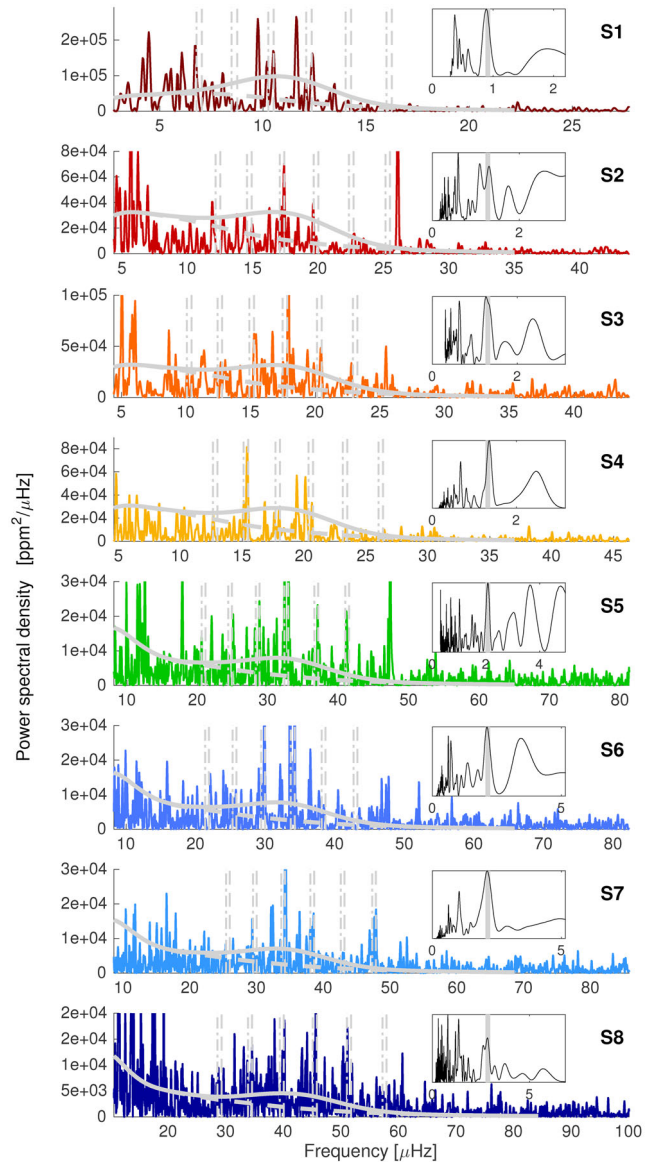 2e+05
1e+05
0
5 10 15 20 25
0 1 2
S1
8e+04
6e+04
4e+04
2e+04
0
5 10 15 20 25 30 35 40
0 2
S2
1e+05
5e+04
0
5 10 15 20 25 30 35 40
0 2
S3
8e+04
6e+04
4e+04
2e+04
0
5 10 15 20 25 30 35 40 45
0 2
S4
Power spectral density [ppm²/μHz]
3e+04
2e+04
1e+04
0
10 20 30 40 50 60 70 80
0 2 4
S5
3e+04
2e+04
1e+04
0
10 20 30 40 50 60 70 80
0 5
S6
3e+04
2e+04
1e+04
0
10 20 30 40 50 60 70 80
0 5
S7
2e+04
2e+04
1e+04
5e+03
0
20 30 40 50 60 70 80 90 100
0 5
S8
Frequency [μHz]